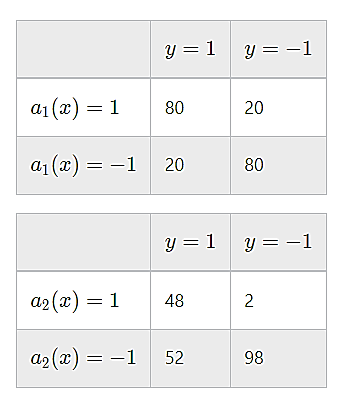 y = 1 y = −1
a₁(x) = 1 80 20
a₁(x) = −1 20 80
y = 1 y = −1
a₂(x) = 1 48 2
a₂(x) = −1 52 98